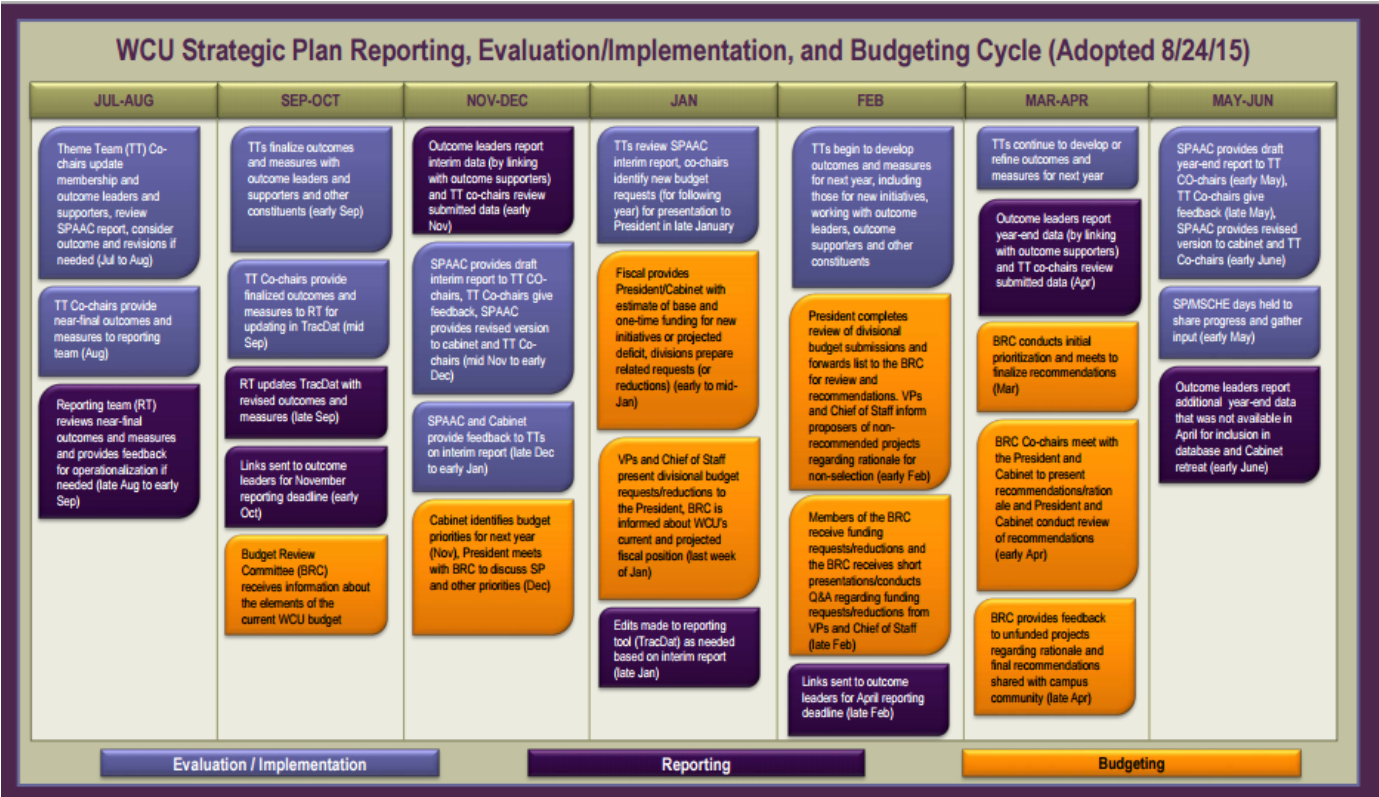 WCU Strategic Plan Reporting, Evaluation/Implementation, and Budgeting Cycle (Adopted 8/24/15)
JUL-AUG
Theme Team (TT) Co-
chairs update
membership and
outcome leaders and
supporters, review
SPAAC report, consider
outcome and revisions if
needed (Jul to Aug)
TT Co-chairs provide
near-final outcomes and
measures to reporting
team (Aug)
Reporting team (RT)
reviews near-final
outcomes and measures
and provides feedback
for operationalization if
needed (late Aug to early
Sep)
SEP-OCT
TTs finalize outcomes
and measures with
outcome leaders and
supporters and other
constituents (early Sep)
TT Co-chairs provide
finalized outcomes and
measures to RT for
updating in TracDat (mid
Sep)
RT updates TracDat with
revised outcomes and
measures (late Sep)
Links sent to outcome
leaders for November
reporting deadline (early
Oct)
Budget Review
Committee (BRC)
receives information about
the elements of the
current WCU budget
NOV-DEC
Outcome leaders report
interim data (by linking
with outcome supporters)
and TT co-chairs review
submitted data (early
Nov)
SPAAC provides draft
interim report to TT CO-
chairs, TT Co-chairs give
feedback, SPAAC
provides revised version
to cabinet and TT Co-
chairs (mid Nov to early
Dec)
SPAAC and Cabinet
provide feedback to TTs
on interim report (late Dec
to early Jan)
Cabinet identifies budget
priorities for next year
(Nov), President meets
with BRC to discuss SP
and other priorities (Dec)
JAN
TTs review SPAAC
interim report, co-chairs
identify new budget
requests (for following
year) for presentation to
President in late January
Fiscal provides
President/Cabinet with
estimate of base and
one-time funding for new
initiatives or projected
deficit, divisions prepare
related requests (or
reductions) (early to mid-
Jan)
VPs and Chief of Staff
present divisional budget
requests/reductions to
the President, BRC is
informed about WCU's
current and projected
fiscal position (last week
of Jan)
Edits made to reporting
tool (TracDat) as needed
based on interim report
(late Jan)
FEB
TTs begin to develop
outcomes and measures
for next year, including
those for new initiatives,
working with outcome
leaders, outcome
supporters and other
constituents
President completes
review of divisional
budget submissions and
forwards list to the BRC
for review and
recommendations. VPs
and Chief of Staff inform
proposers of non-
recommended projects
regarding rationale for
non-selection (early Feb)
Members of the BRC
receive funding
requests/reductions and
the BRC receives short
presentations/conducts
Q&A regarding funding
requests/reductions from
VPs and Chief of Staff
(late Feb)
Links sent to outcome
leaders for April reporting
deadline (late Feb)
MAR-APR
TTs continue to develop or
refine outcomes and
measures for next year
Outcome leaders report
year-end data (by linking
with outcome supporters)
and TT co-chairs review
submitted data (Apr)
BRC conducts initial
prioritization and meets to
finalize recommendations
(Mar)
BRC Co-chairs meet with
the President and
Cabinet to present
recommendations/ration
ale and President and
Cabinet conduct review
of recommendations
(early Apr)
BRC provides feedback
to unfunded projects
regarding rationale and
final recommendations
shared with campus
community (late Apr)
MAY-JUN
SPAAC provides draft
year-end report to TT
CO-chairs (early May),
TT Co-chairs give
feedback (late May),
SPAAC provides revised
version to cabinet and TT
Co-chairs (early June)
SP/MSCHE days held to
share progress and gather
input (early May)
Outcome leaders report
additional year-end data
that was not available in
April for inclusion in
database and Cabinet
retreat (early June)
Evaluation / Implementation
Reporting
Budgeting